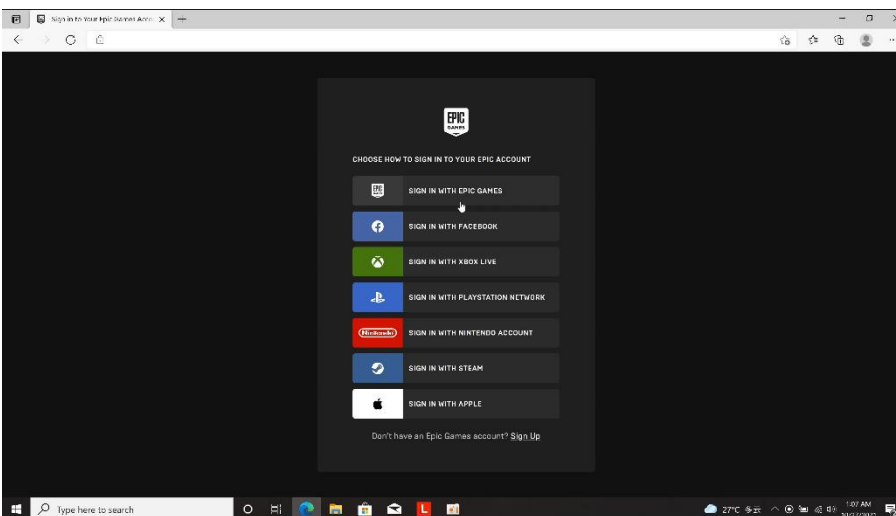 Sign in to Your Epic Games Acco
EPIC
GAMES
CHOOSE HOW TO SIGN IN TO YOUR EPIC ACCOUNT
EPIC
SIGN IN WITH EPIC GAMES
SIGN IN WITH FACEBOOK
SIGN IN WITH XBOX LIVE
SIGN IN WITH PLAYSTATION NETWORK
Nintendo
SIGN IN WITH NINTENDO ACCOUNT
SIGN IN WITH STEAM
SIGN IN WITH APPLE
Don't have an Epic Games account? Sign Up
Type here to search
L
27°C 多云
1:07 AM